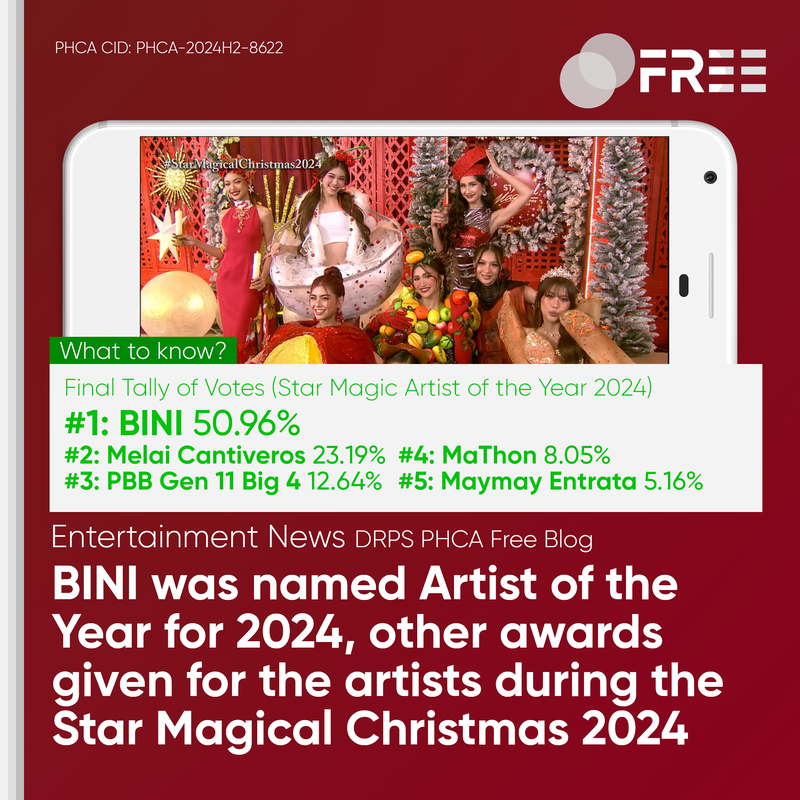 PHCA CID: PHCA-2024H2-8622
FREE
#StarMagicalChristmas2024
What to know?
Final Tally of Votes (Star Magic Artist of the Year 2024)
#1: BINI 50.96%
#2: Melai Cantiveros 23.19% #4: MaThon 8.05%
#3: PBB Gen 11 Big 4 12.64% #5: Maymay Entrata 5.16%
Entertainment News DRPS PHCA Free Blog
BINI was named Artist of the
Year for 2024, other awards
given for the artists during the
Star Magical Christmas 2024